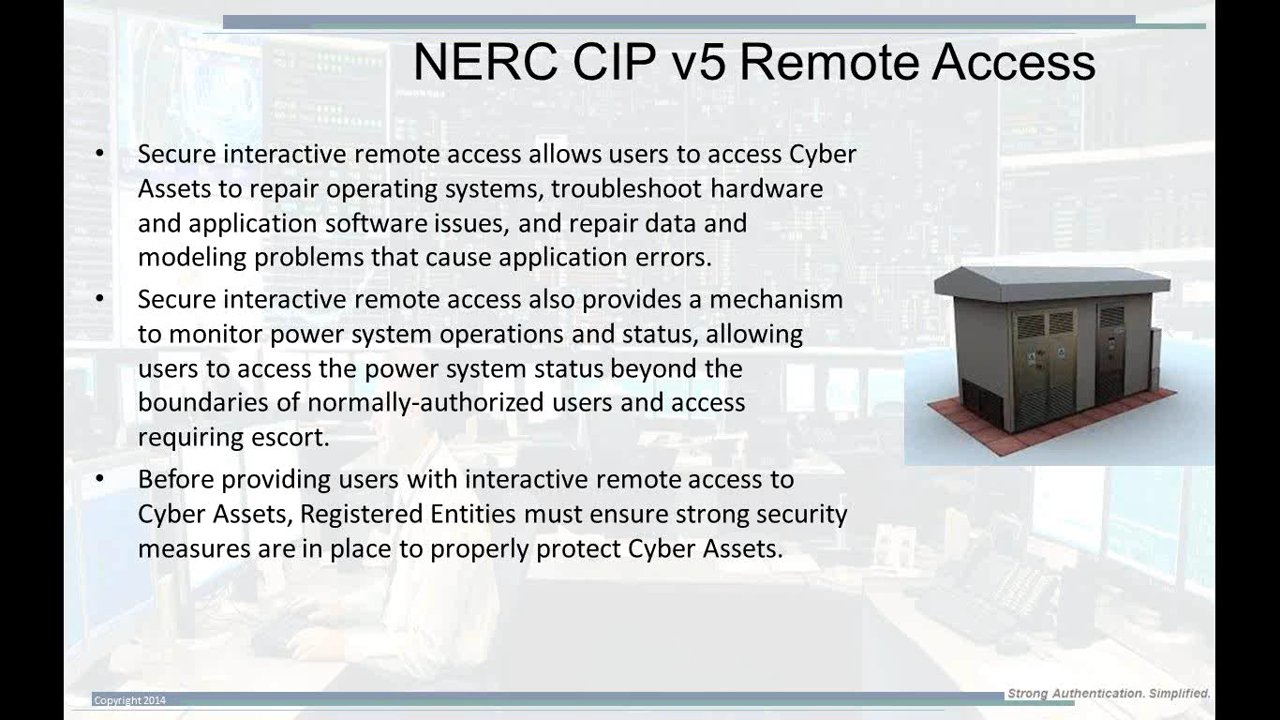 NERC CIP v5 Remote Access
• Secure interactive remote access allows users to access Cyber
Assets to repair operating systems, troubleshoot hardware
and application software issues, and repair data and
modeling problems that cause application errors.
• Secure interactive remote access also provides a mechanism
to monitor power system operations and status, allowing
users to access the power system status beyond the
boundaries of normally-authorized users and access
requiring escort.
• Before providing users with interactive remote access to
Cyber Assets, Registered Entities must ensure strong security
measures are in place to properly protect Cyber Assets.
Copyright 2014
Strong Authentication. Simplified.